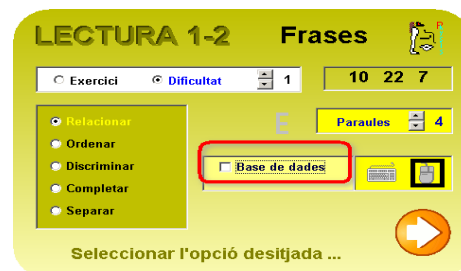 LECTURA 1-2 Frases
Exercici Dificultat 1 10 22 7
Relacionar E Paraules 4
Ordenar
Discriminar Base de dades
Completar
Separar
Seleccionar l'opció desitjada ...